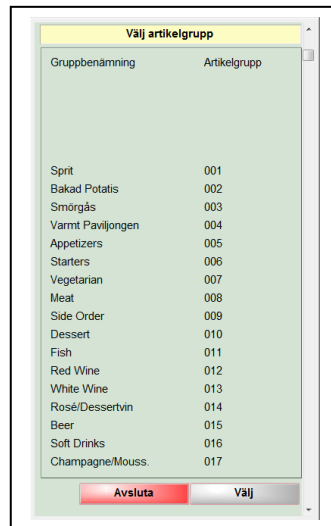 Välj artikelgrupp
Gruppbenämning Artikelgrupp
Sprit 001
Bakad Potatis 002
Smörgås 003
Varmt Paviljongen 004
Appetizers 005
Starters 006
Vegetarian 007
Meat 008
Side Order 009
Dessert 010
Fish 011
Red Wine 012
White Wine 013
Rosé/Dessertvin 014
Beer 015
Soft Drinks 016
Champagne/Mouss. 017
Avsluta Välj